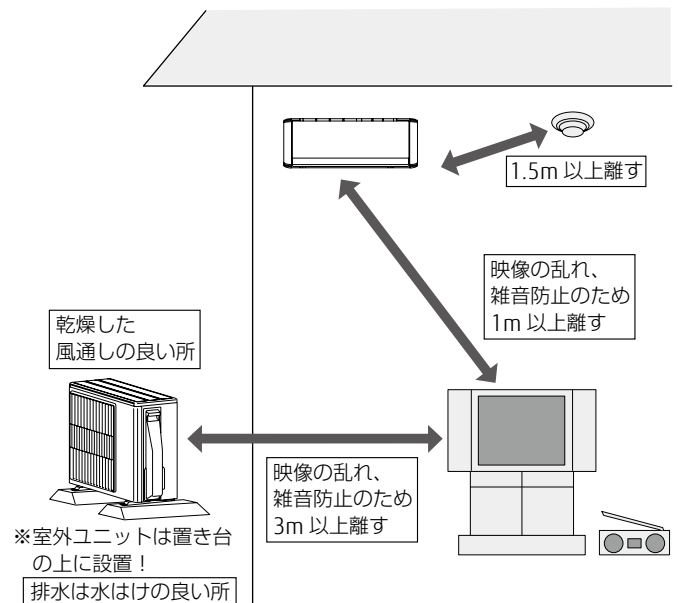 1.5m 以上離す
映像の乱れ、
雑音防止のため
1m 以上離す
乾燥した
風通しの良い所
映像の乱れ、
雑音防止のため
3m 以上離す
※室外ユニットは置き台
の上に設置！
排水は水はけの良い所